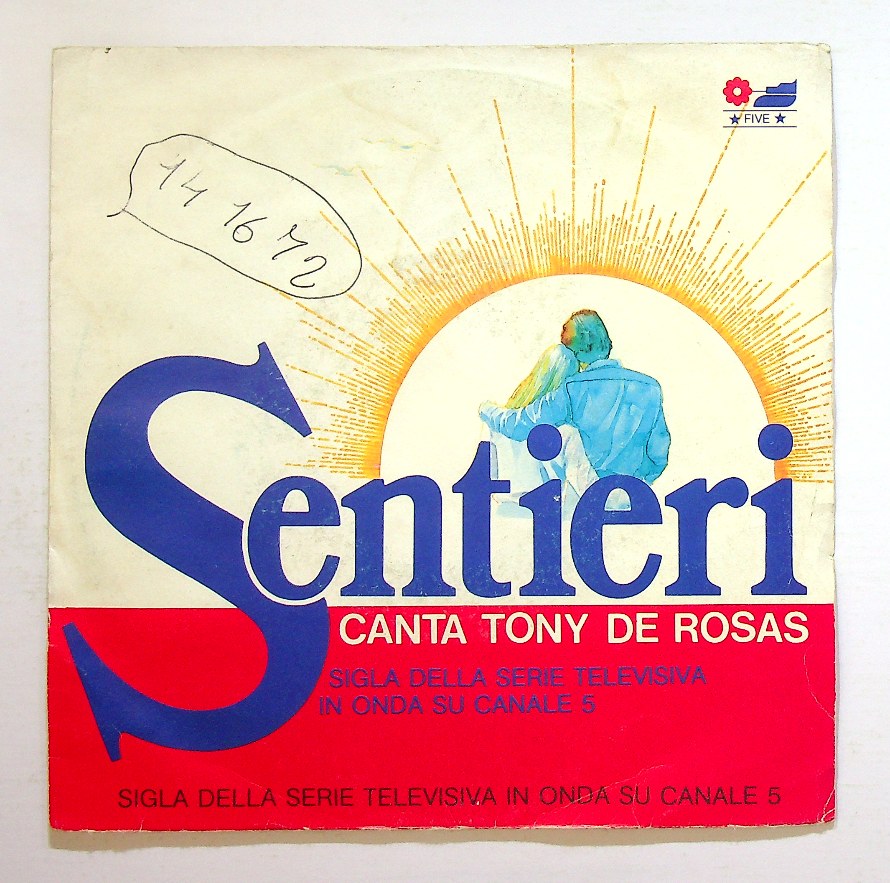 ★ FIVE ★
14 16 72
Sentieri
CANTA TONY DE ROSAS
SIGLA DELLA SERIE TELEVISIVA
IN ONDA SU CANALE 5
SIGLA DELLA SERIE TELEVISIVA IN ONDA SU CANALE 5